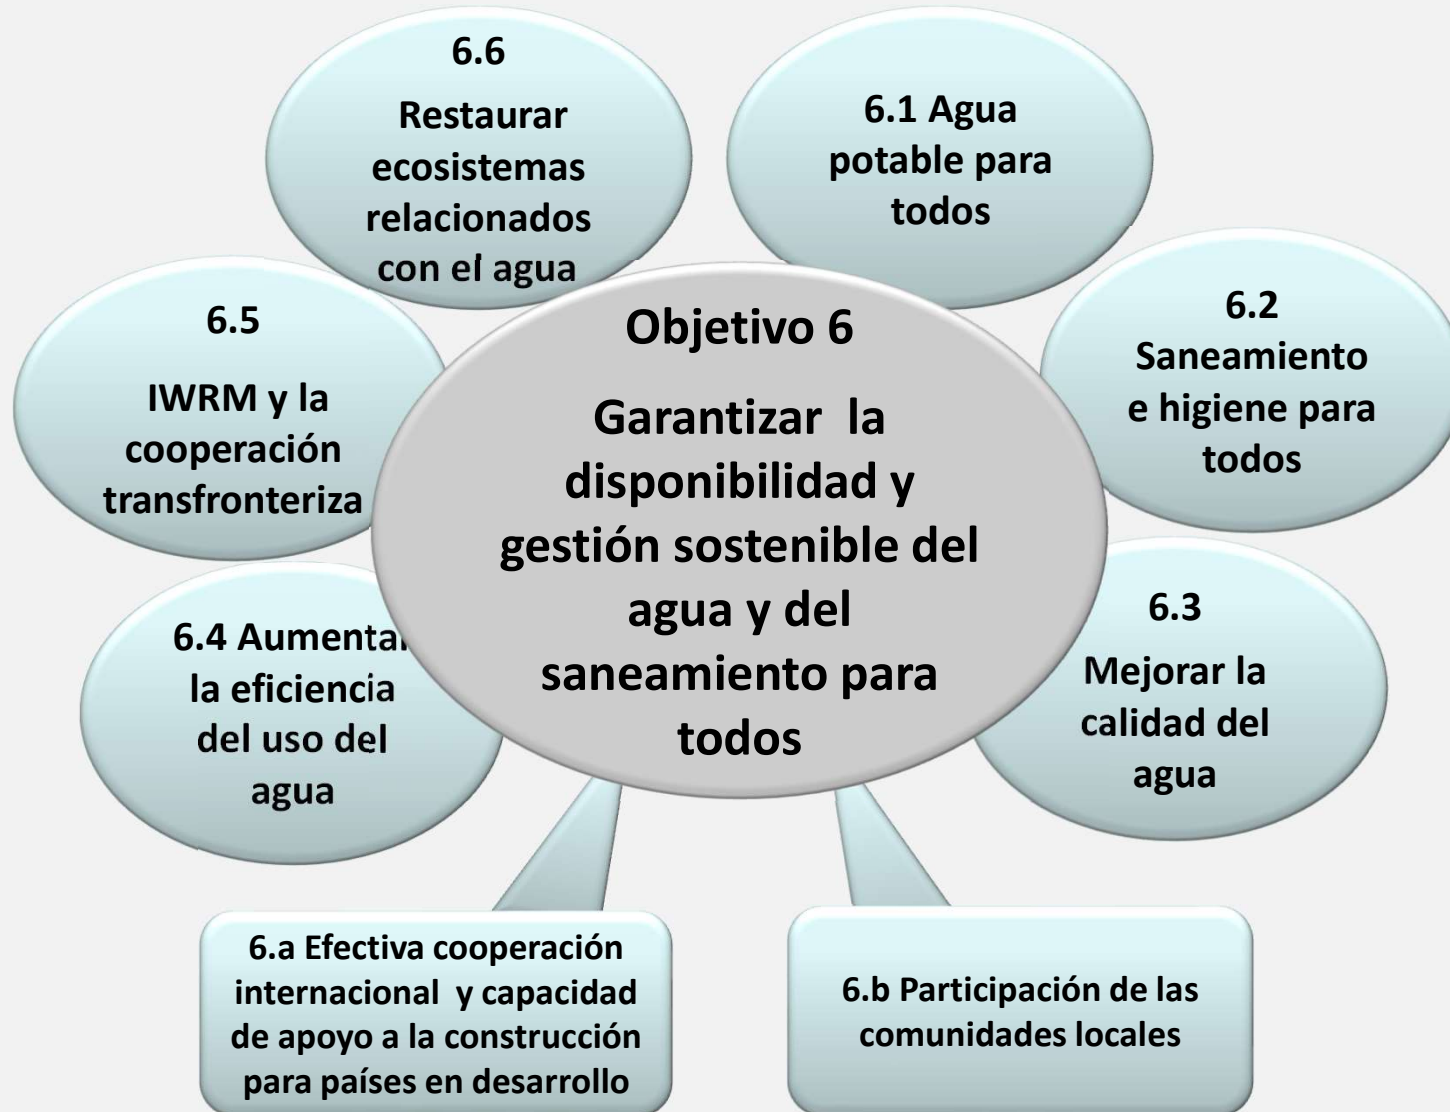 6.6
Restaurar
ecosistemas
relacionados
con el agua
6.1 Agua
potable para
todos
6.5
IWRM y la
cooperación
transfronteriza
Objetivo 6
Garantizar la
disponibilidad y
gestión sostenible del
agua y del
saneamiento para
todos
6.2
Saneamiento
e higiene para
todos
6.4 Aumentar
la eficiencia
del uso del
agua
6.3
Mejorar la
calidad del
agua
6.a Efectiva cooperación
internacional y capacidad
de apoyo a la construcción
para países en desarrollo
6.b Participación de las
comunidades locales